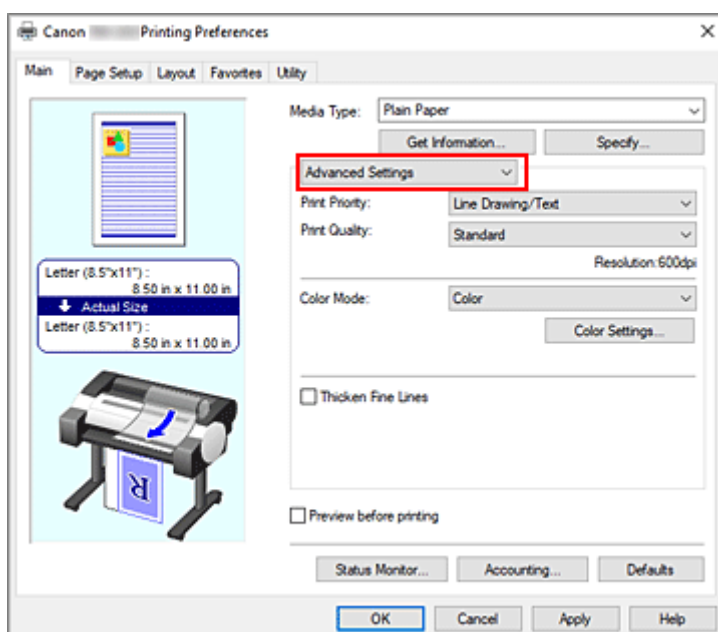 Canon Printing Preferences
Main Page Setup Layout Favorites Utility
Media Type: Plain Paper
Get Information... Specify...
Advanced Settings
Print Priority: Line Drawing/Text
Print Quality: Standard
Resolution:600dpi
Letter (8.5"x11") :
8.50 in x 11.00 in
Actual Size
Letter (8.5"x11") :
8.50 in x 11.00 in
Color Mode: Color
Color Settings...
Thicken Fine Lines
R
Preview before printing
Status Monitor... Accounting... Defaults
OK Cancel Apply Help